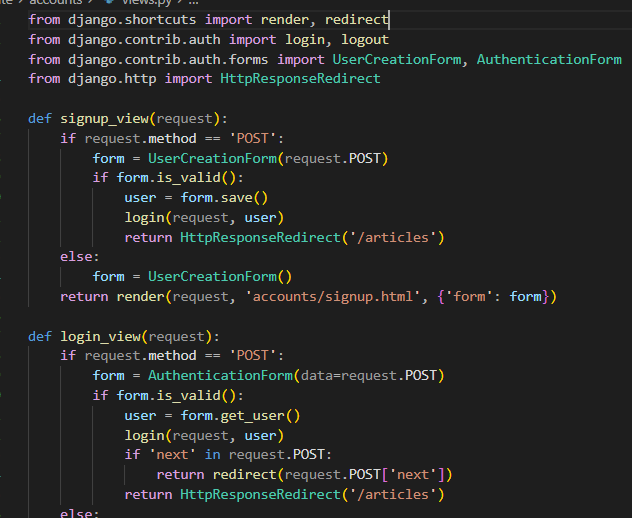 accounts > views.py > ...
from django.shortcuts import render, redirect
from django.contrib.auth import login, logout
from django.contrib.auth.forms import UserCreationForm, AuthenticationForm
from django.http import HttpResponseRedirect
def signup_view(request):
    if request.method == 'POST':
        form = UserCreationForm(request.POST)
        if form.is_valid():
            user = form.save()
            login(request, user)
            return HttpResponseRedirect('/articles')
    else:
        form = UserCreationForm()
    return render(request, 'accounts/signup.html', {'form': form})
def login_view(request):
    if request.method == 'POST':
        form = AuthenticationForm(data=request.POST)
        if form.is_valid():
            user = form.get_user()
            login(request, user)
            if 'next' in request.POST:
                return redirect(request.POST['next'])
            return HttpResponseRedirect('/articles')
    else: